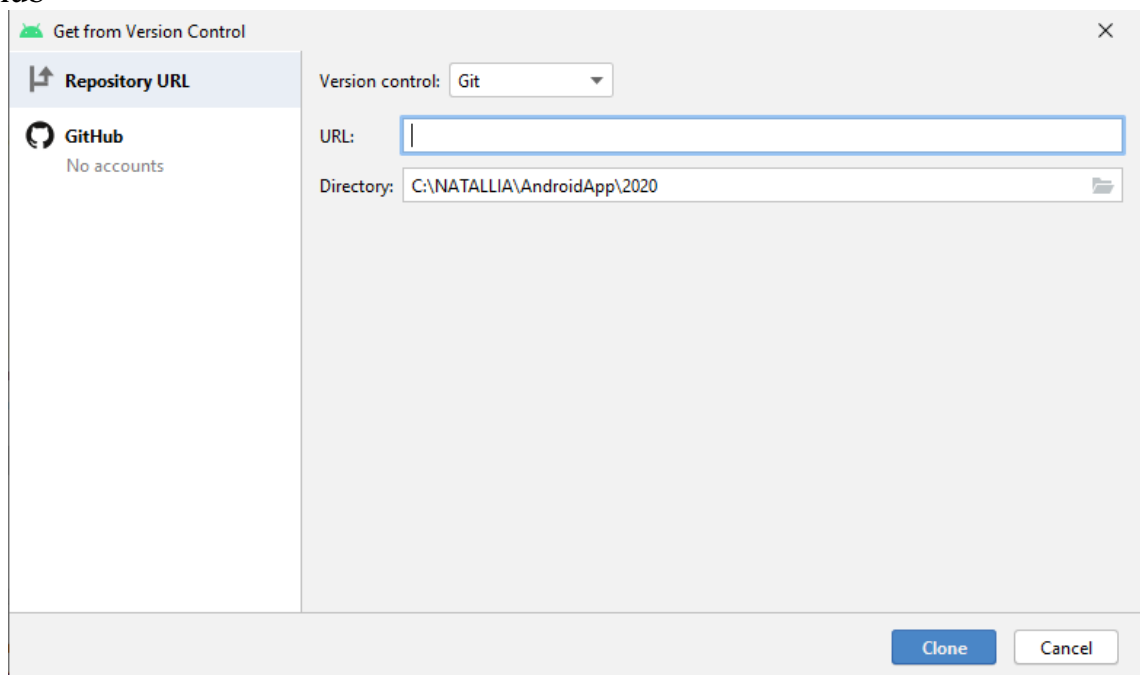 Get from Version Control
Repository URL
GitHub
No accounts
Version control: Git
URL:
Directory: C:\NATALLIA\AndroidApp\2020
Clone Cancel